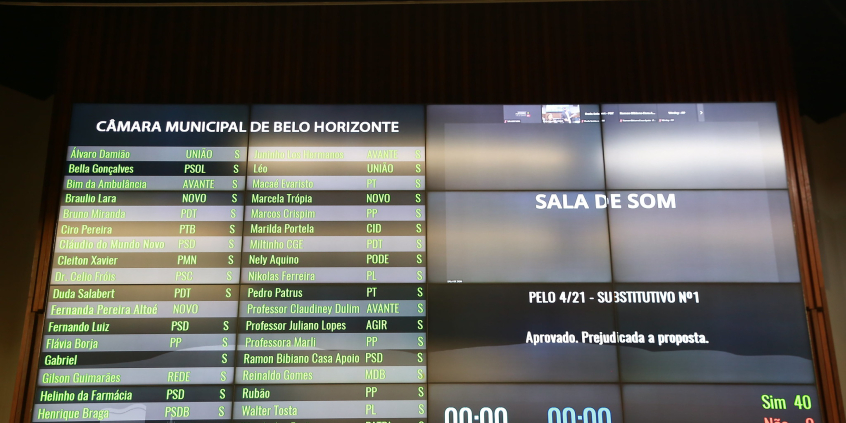 CÂMARA MUNICIPAL DE BELO HORIZONTE
Álvaro Damião UNIÃO S
Bella Gonçalves PSOL S
Bim da Ambulância AVANTE S
Braulio Lara NOVO S
Bruno Miranda PDT S
Ciro Pereira PTB S
Cláudio do Mundo Novo PSD S
Cleiton Xavier PMN S
Dr. Célio Fróis PSC S
Duda Salabert PDT S
Fernanda Pereira Altoé NOVO
Fernando Luiz PSD S
Flávia Borja PP S
Gabriel S
Gilson Guimarães REDE S
Helinho da Farmácia PSD S
Henrique Braga PSDB S
AVANTE S
Léo UNIÃO S
Macaé Evaristo PT S
Marcela Trópia NOVO S
Marcos Crispim PP S
Marilda Portela CID S
Miltinho CGE PDT S
Nely Aquino PODE S
Nikolas Ferreira PL S
Pedro Patrus PT S
Professor Claudiney Dulim AVANTE S
Professor Juliano Lopes AGIR S
Professora Marli PP S
Ramon Bibiano Casa Apoio PSD S
Reinaldo Gomes MDB S
Rubão PP S
Walter Tosta PL S
SALA DE SOM
PELO 4/21 - SUBSTITUTIVO Nº1
Aprovado. Prejudicada a proposta.
00:00 00:00
Sim 40
Não 0